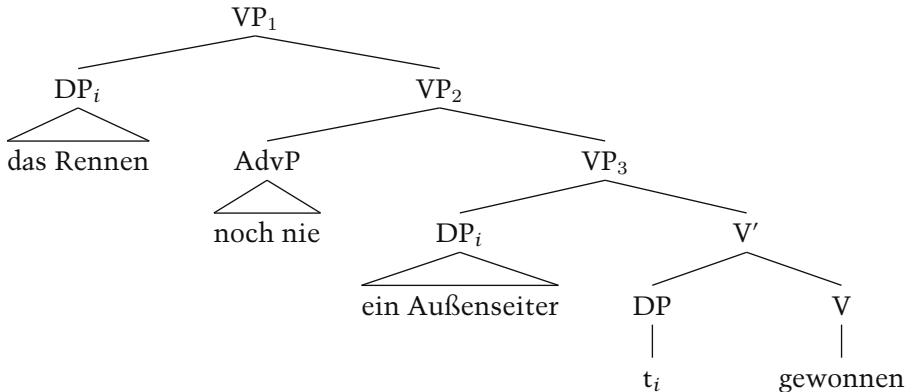 VP₁
DPᵢ VP₂
das Rennen AdvP VP₃
noch nie DPᵢ V′
ein Außenseiter DP V
tᵢ gewonnen